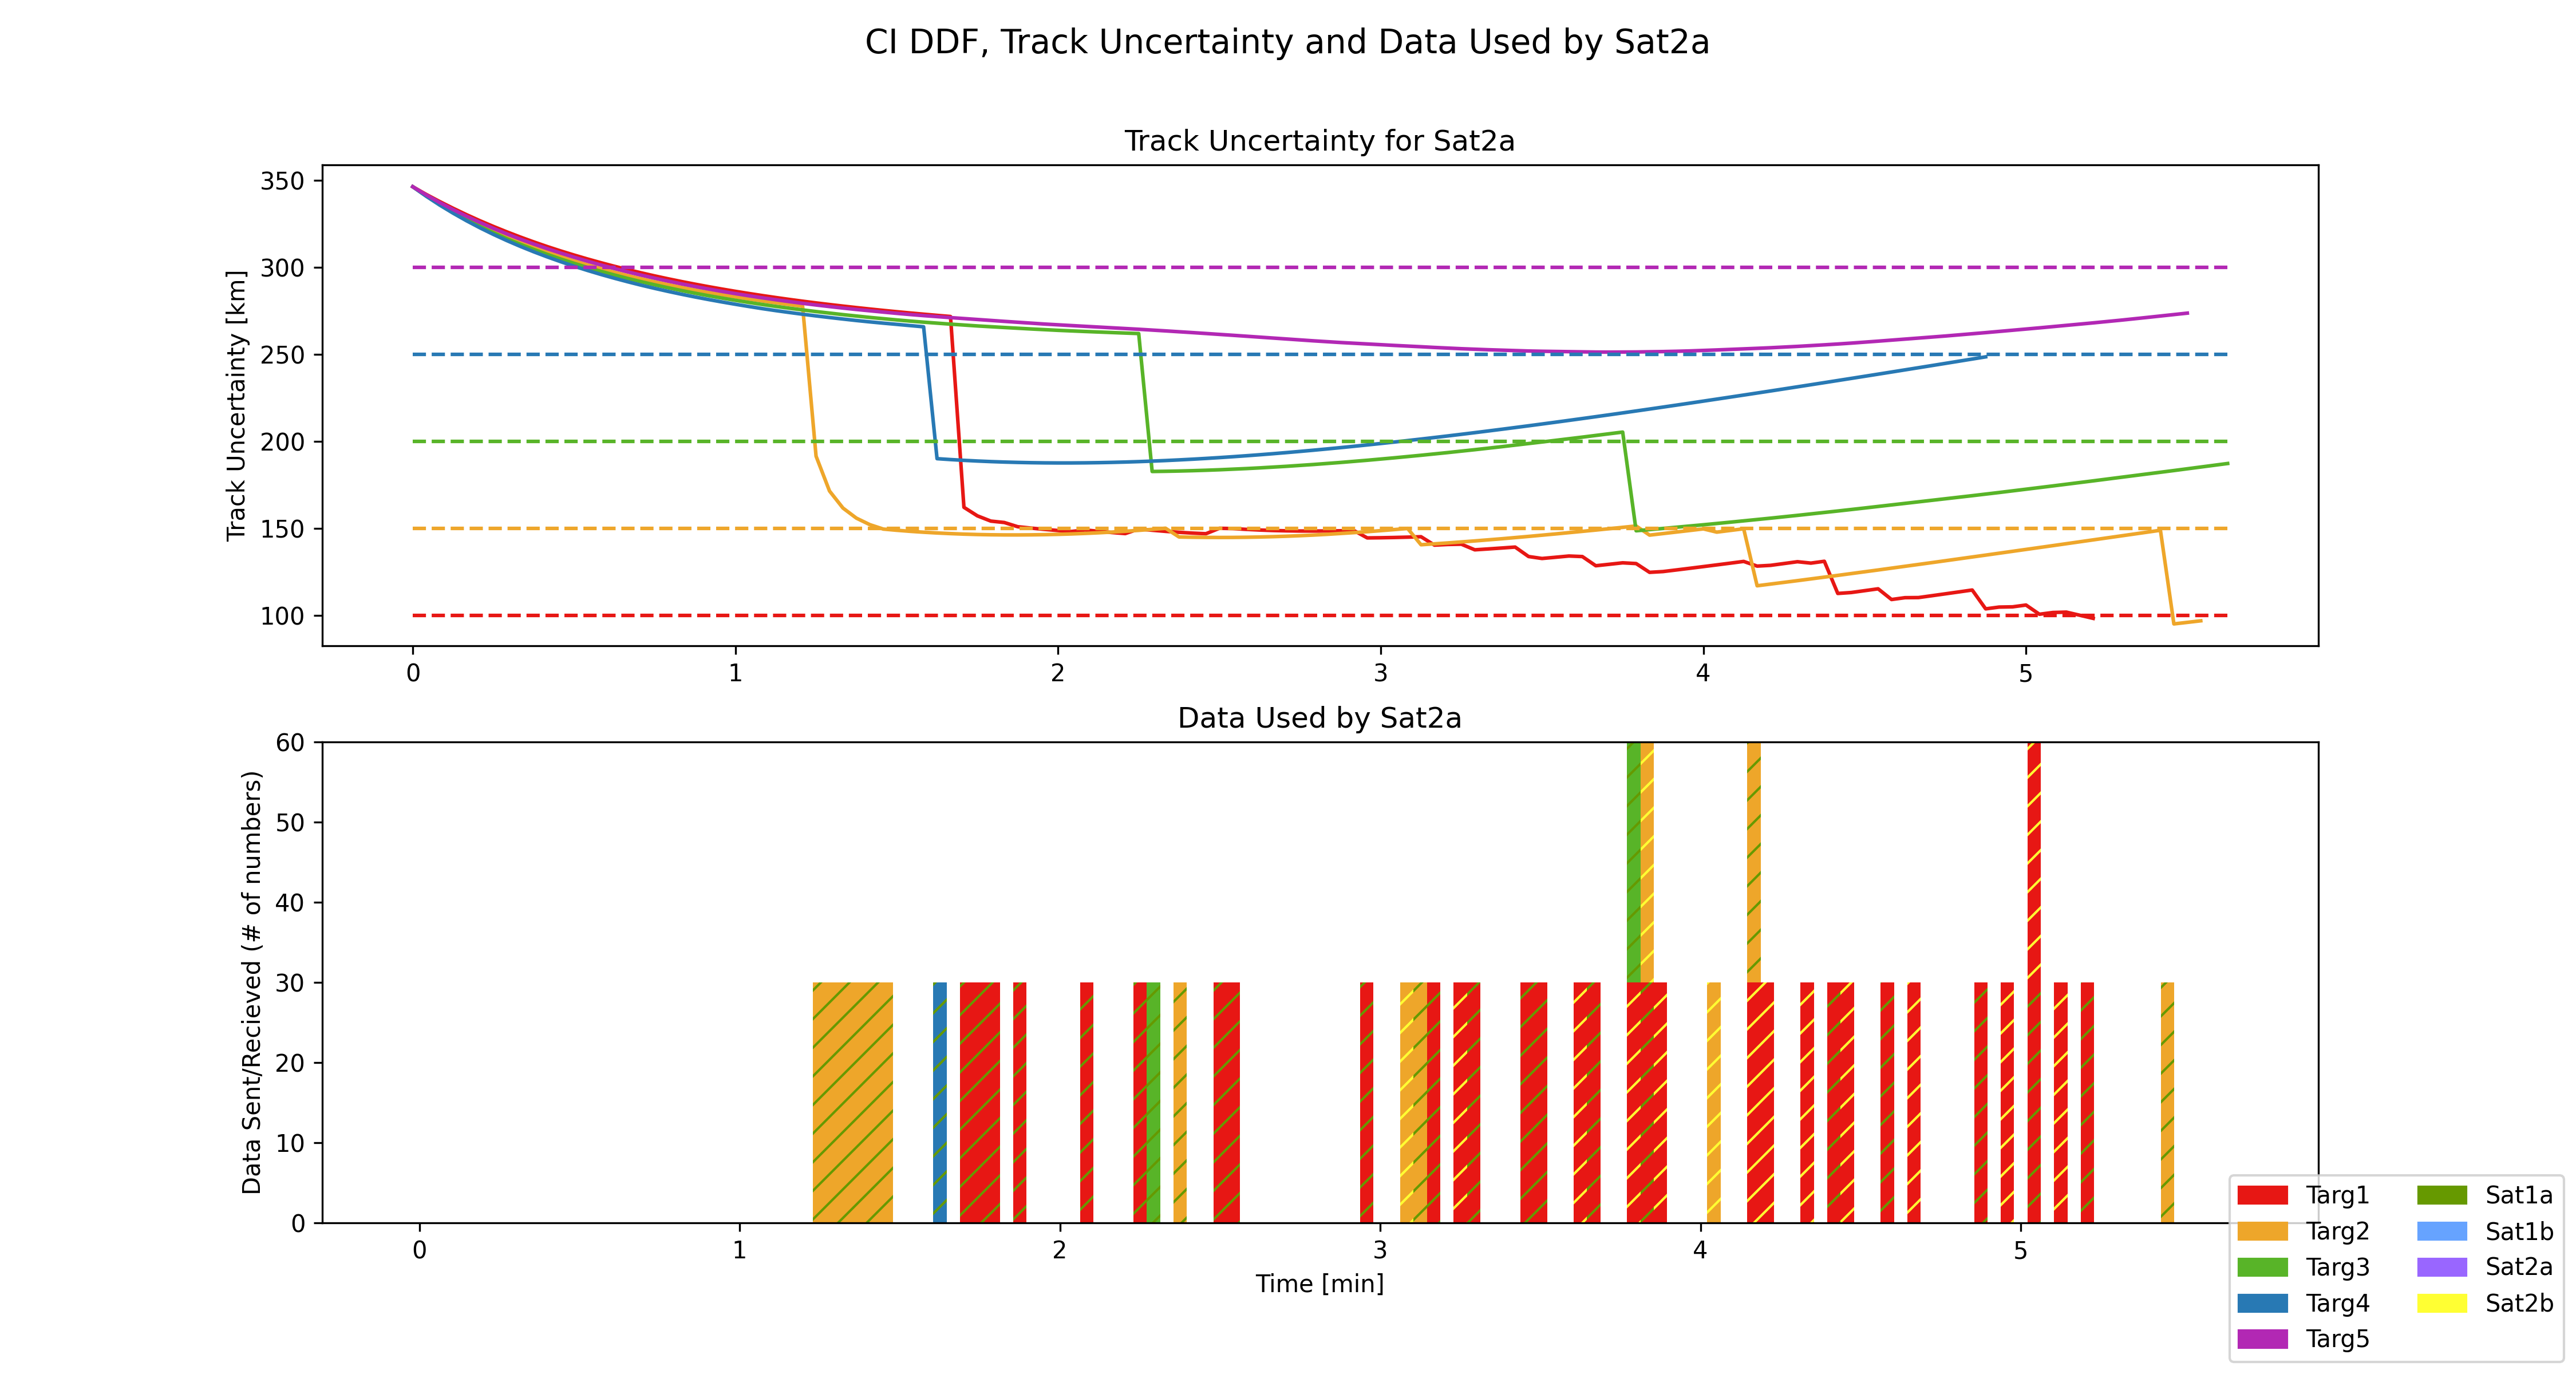 CI DDF, Track Uncertainty and Data Used by Sat2a
Track Uncertainty for Sat2a
Track Uncertainty [km]
350
300
250
200
150
100
0 1 2 3 4 5
Data Used by Sat2a
Data Sent/Recieved (# of numbers)
60
50
40
30
20
10
0
0 1 2 3 4 5
Time [min]
Targ1 Sat1a
Targ2 Sat1b
Targ3 Sat2a
Targ4 Sat2b
Targ5